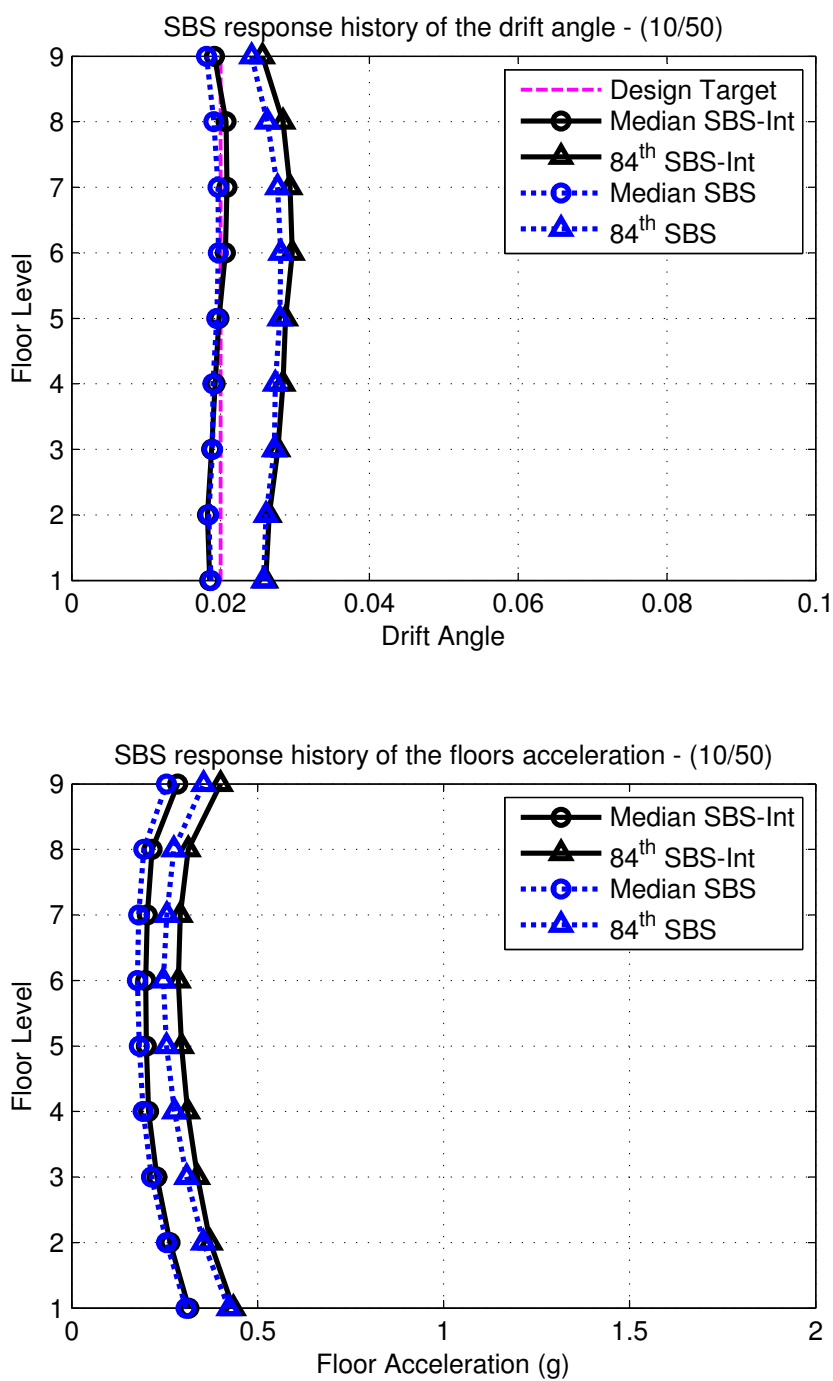 SBS response history of the drift angle - (10/50)
9
8
7
6
5
4
3
2
1
Floor Level
Design Target
Median SBS-Int
84th SBS-Int
Median SBS
84th SBS
0 0.02 0.04 0.06 0.08 0.1
Drift Angle
SBS response history of the floors acceleration - (10/50)
9
8
7
6
5
4
3
2
1
Floor Level
Median SBS-Int
84th SBS-Int
Median SBS
84th SBS
0 0.5 1 1.5 2
Floor Acceleration (g)